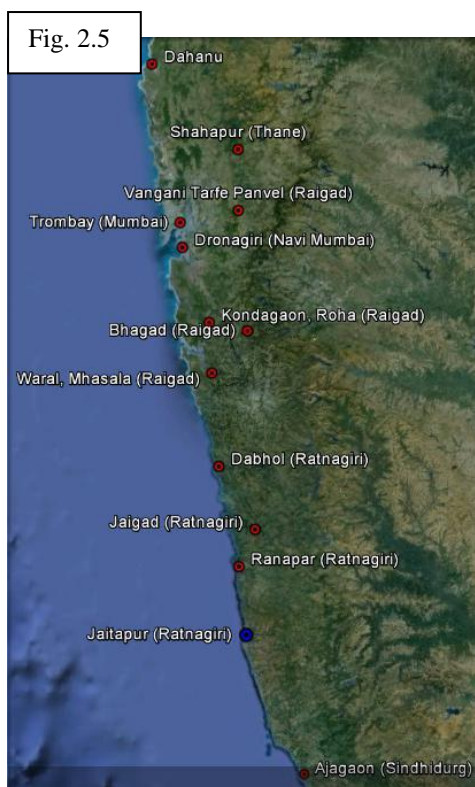 Fig. 2.5
Dahanu
Shahapur (Thane)
Vangani Tarfe Panvel (Raigad)
Trombay (Mumbai)
Dronagiri (Navi Mumbai)
Kondagaon, Roha (Raigad)
Bhagad (Raigad)
Waral, Mhasala (Raigad)
Dabhol (Ratnagiri)
Jaigad (Ratnagiri)
Ranapar (Ratnagiri)
Jaitapur (Ratnagiri)
Ajagaon (Sindhidurg)